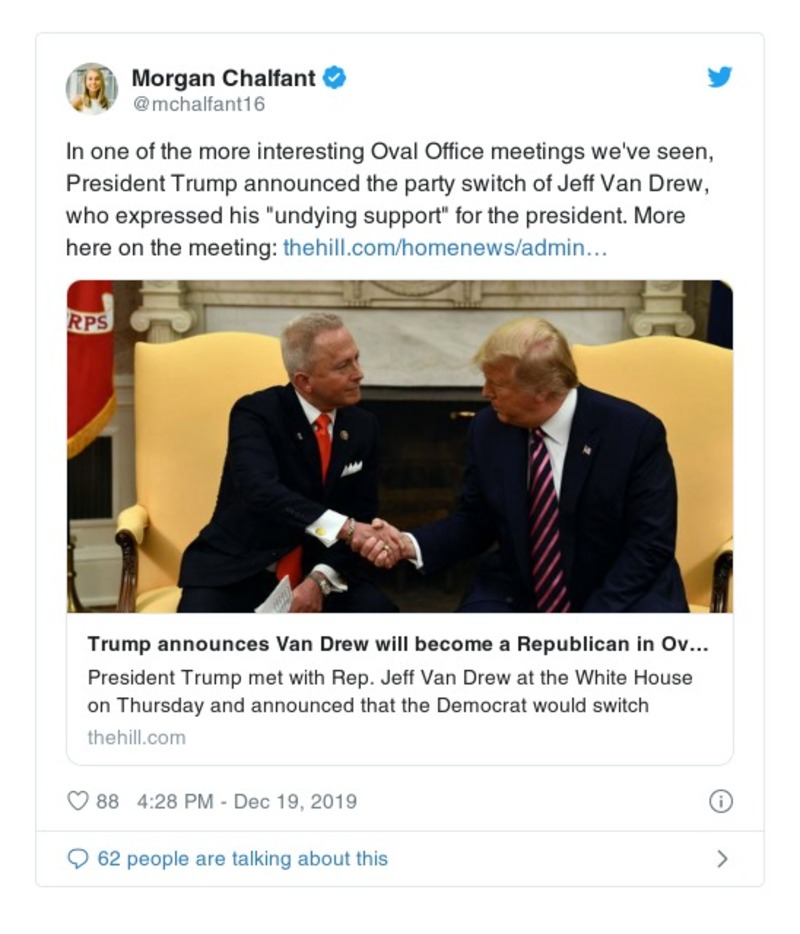 Morgan Chalfant
@mchalfant16
In one of the more interesting Oval Office meetings we've seen,
President Trump announced the party switch of Jeff Van Drew,
who expressed his "undying support" for the president. More
here on the meeting: thehill.com/homenews/admin…
RPS
Trump announces Van Drew will become a Republican in Ov…
President Trump met with Rep. Jeff Van Drew at the White House
on Thursday and announced that the Democrat would switch
thehill.com
88 4:28 PM - Dec 19, 2019
62 people are talking about this